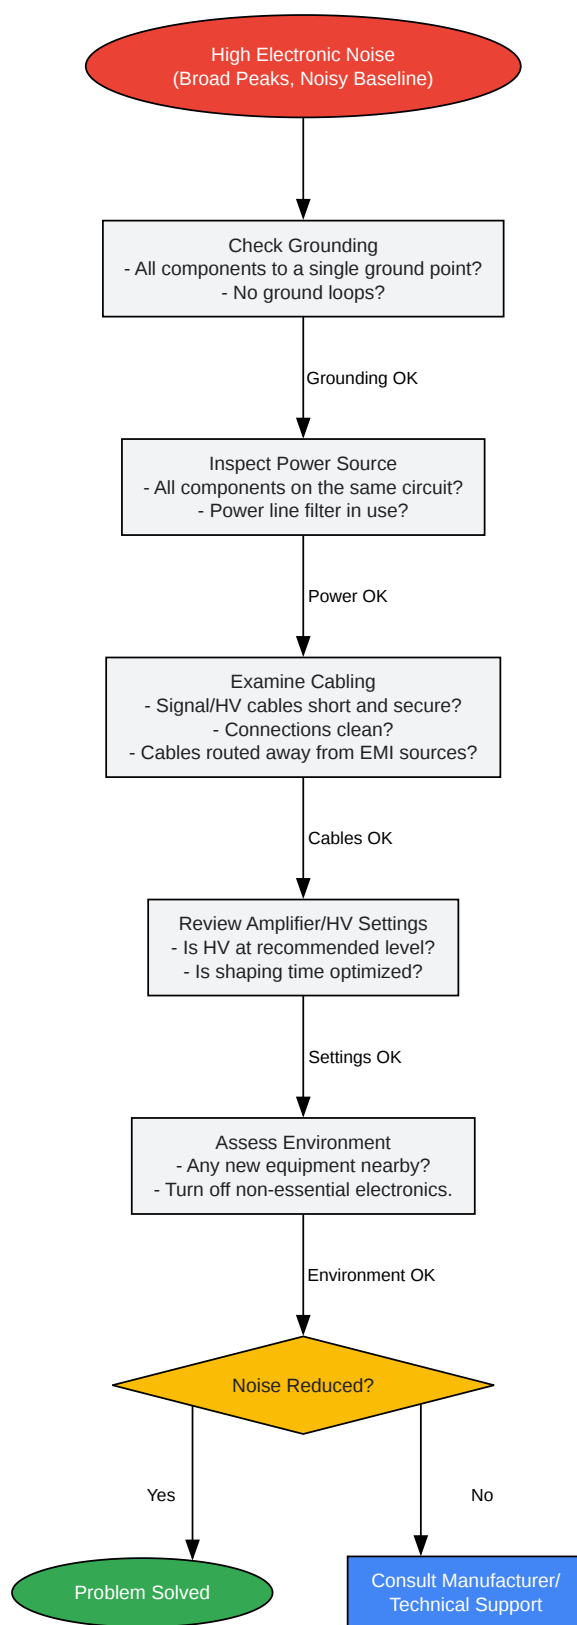 High Electronic Noise
(Broad Peaks, Noisy Baseline)
Check Grounding
- All components to a single ground point?
- No ground loops?
Grounding OK
Inspect Power Source
- All components on the same circuit?
- Power line filter in use?
Power OK
Examine Cabling
- Signal/HV cables short and secure?
- Connections clean?
- Cables routed away from EMI sources?
Cables OK
Review Amplifier/HV Settings
- Is HV at recommended level?
- Is shaping time optimized?
Settings OK
Assess Environment
- Any new equipment nearby?
- Turn off non-essential electronics.
Environment OK
Noise Reduced?
Yes
No
Problem Solved
Consult Manufacturer/
Technical Support